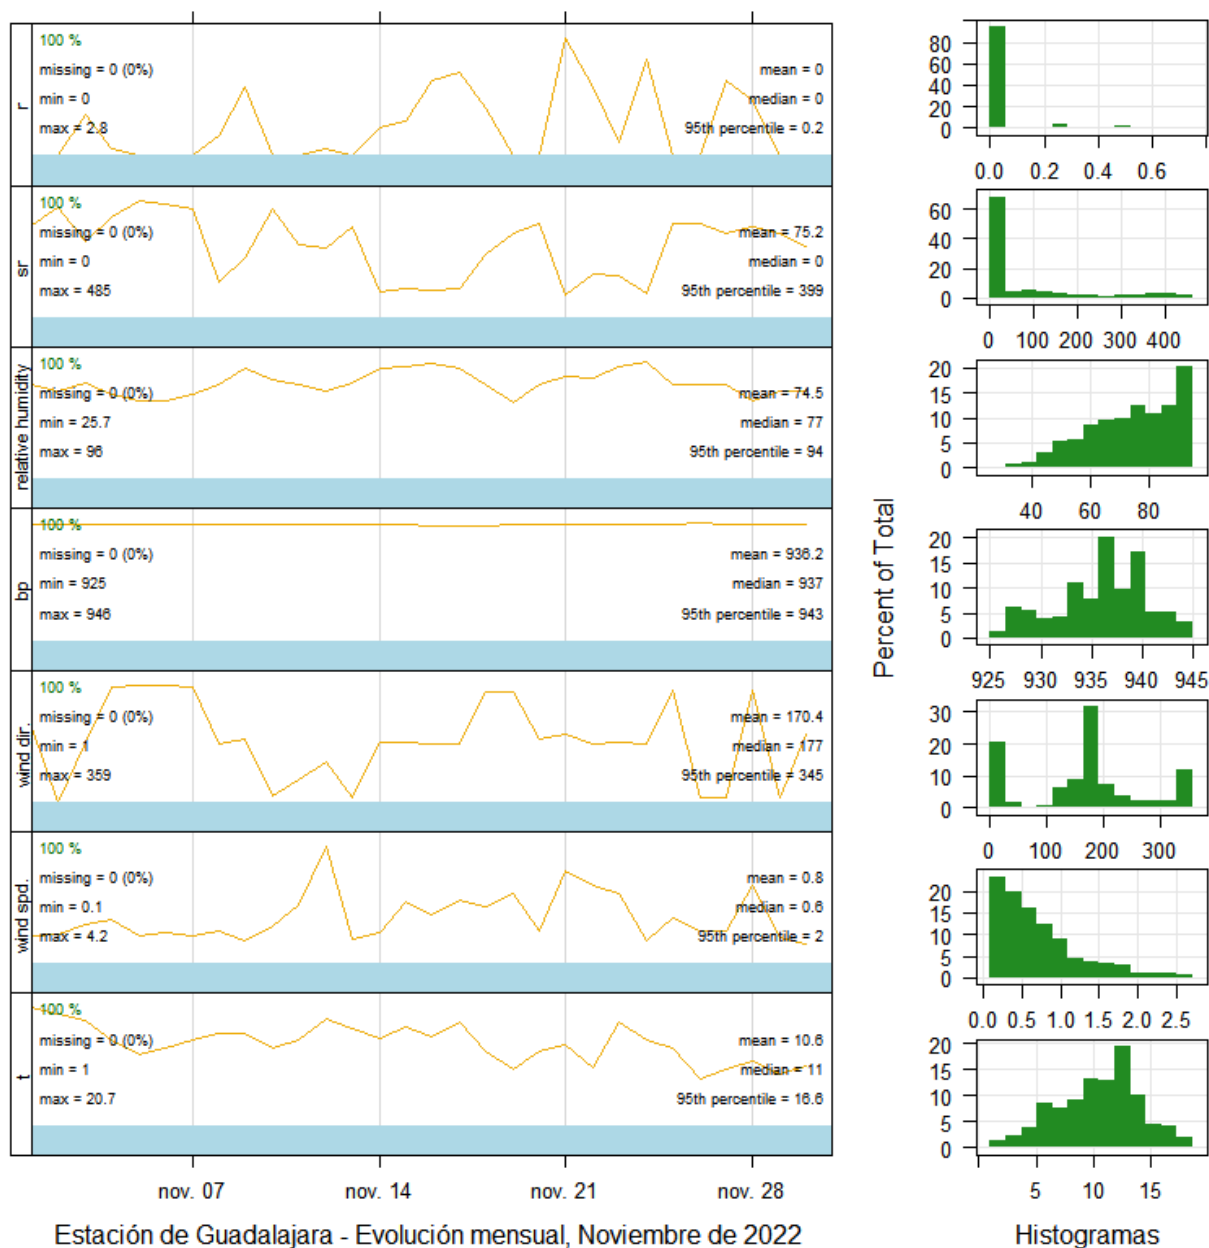 r
100 %
missing = 0 (0%)
min = 0
max = 2.8
mean = 0
median = 0
95th percentile = 0.2
sr
100 %
missing = 0 (0%)
min = 0
max = 485
mean = 75.2
median = 0
95th percentile = 399
relative humidity
100 %
missing = 0 (0%)
min = 25.7
max = 96
mean = 74.5
median = 77
95th percentile = 94
bp
100 %
missing = 0 (0%)
min = 925
max = 946
mean = 936.2
median = 937
95th percentile = 943
wind dir.
100 %
missing = 0 (0%)
min = 1
max = 359
mean = 170.4
median = 177
95th percentile = 345
wind spd.
100 %
missing = 0 (0%)
min = 0.1
max = 4.2
mean = 0.8
median = 0.6
95th percentile = 2
t
100 %
missing = 0 (0%)
min = 1
max = 20.7
mean = 10.6
median = 11
95th percentile = 16.6
nov. 07 nov. 14 nov. 21 nov. 28
Estación de Guadalajara - Evolución mensual, Noviembre de 2022
Percent of Total
80
60
40
20
0
0.0 0.2 0.4 0.6
60
40
20
0
0 100 200 300 400
20
15
10
5
0
40 60 80
20
15
10
5
0
925 930 935 940 945
30
20
10
0
0 100 200 300
20
15
10
5
0
0.0 0.5 1.0 1.5 2.0 2.5
20
15
10
5
0
5 10 15
Histogramas